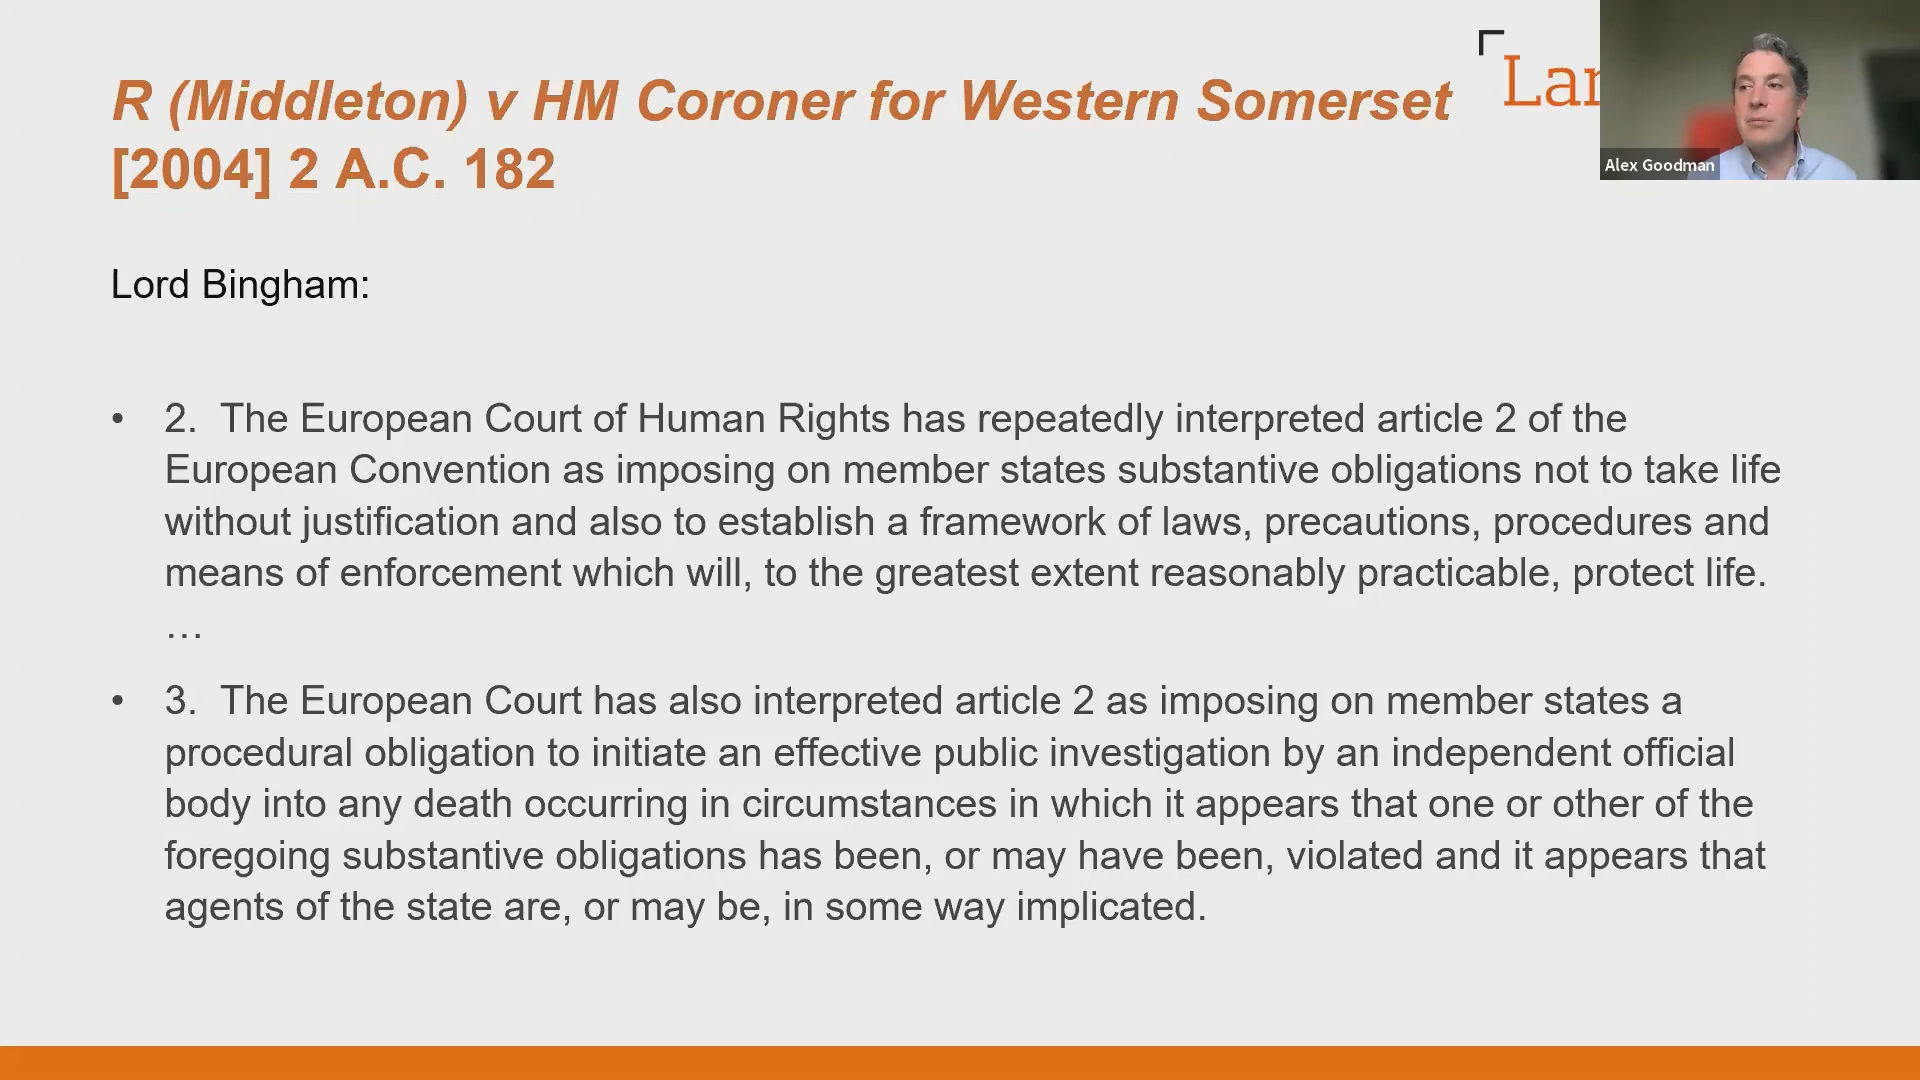 R (Middleton) v HM Coroner for Western Somerset
[2004] 2 A.C. 182
Lar
Alex Goodman
Lord Bingham:
• 2. The European Court of Human Rights has repeatedly interpreted article 2 of the
European Convention as imposing on member states substantive obligations not to take life
without justification and also to establish a framework of laws, precautions, procedures and
means of enforcement which will, to the greatest extent reasonably practicable, protect life.
…
• 3. The European Court has also interpreted article 2 as imposing on member states a
procedural obligation to initiate an effective public investigation by an independent official
body into any death occurring in circumstances in which it appears that one or other of the
foregoing substantive obligations has been, or may have been, violated and it appears that
agents of the state are, or may be, in some way implicated.